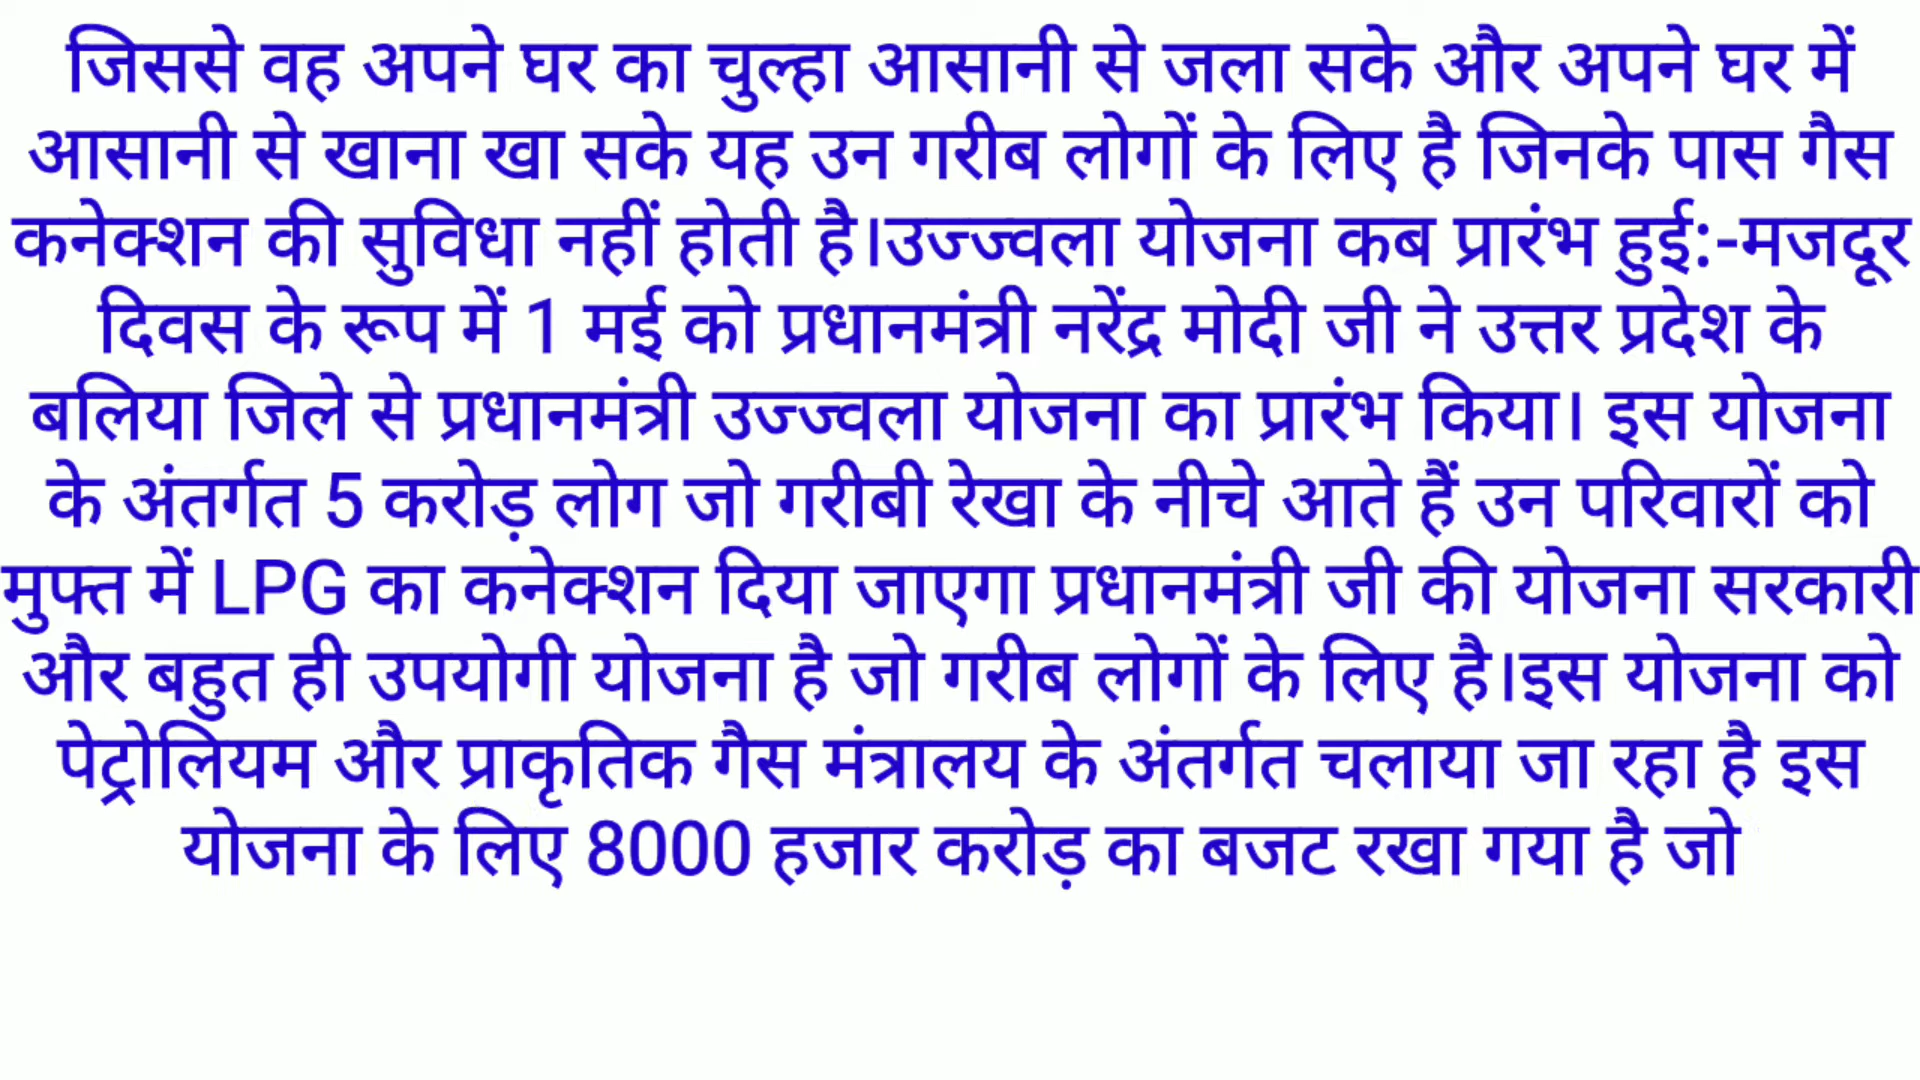 जिससे वह अपने घर का चुल्हा आसानी से जला सके और अपने घर में
आसानी से खाना खा सके यह उन गरीब लोगों के लिए है जिनके पास गैस
कनेक्शन की सुविधा नहीं होती है।उज्ज्वला योजना कब प्रारंभ हुई:-मजदूर
दिवस के रूप में 1 मई को प्रधानमंत्री नरेंद्र मोदी जी ने उत्तर प्रदेश के
बलिया जिले से प्रधानमंत्री उज्ज्वला योजना का प्रारंभ किया। इस योजना
के अंतर्गत 5 करोड़ लोग जो गरीबी रेखा के नीचे आते हैं उन परिवारों को
मुफ्त में LPG का कनेक्शन दिया जाएगा प्रधानमंत्री जी की योजना सरकारी
और बहुत ही उपयोगी योजना है जो गरीब लोगों के लिए है।इस योजना को
पेट्रोलियम और प्राकृतिक गैस मंत्रालय के अंतर्गत चलाया जा रहा है इस
योजना के लिए 8000 हजार करोड़ का बजट रखा गया है जो